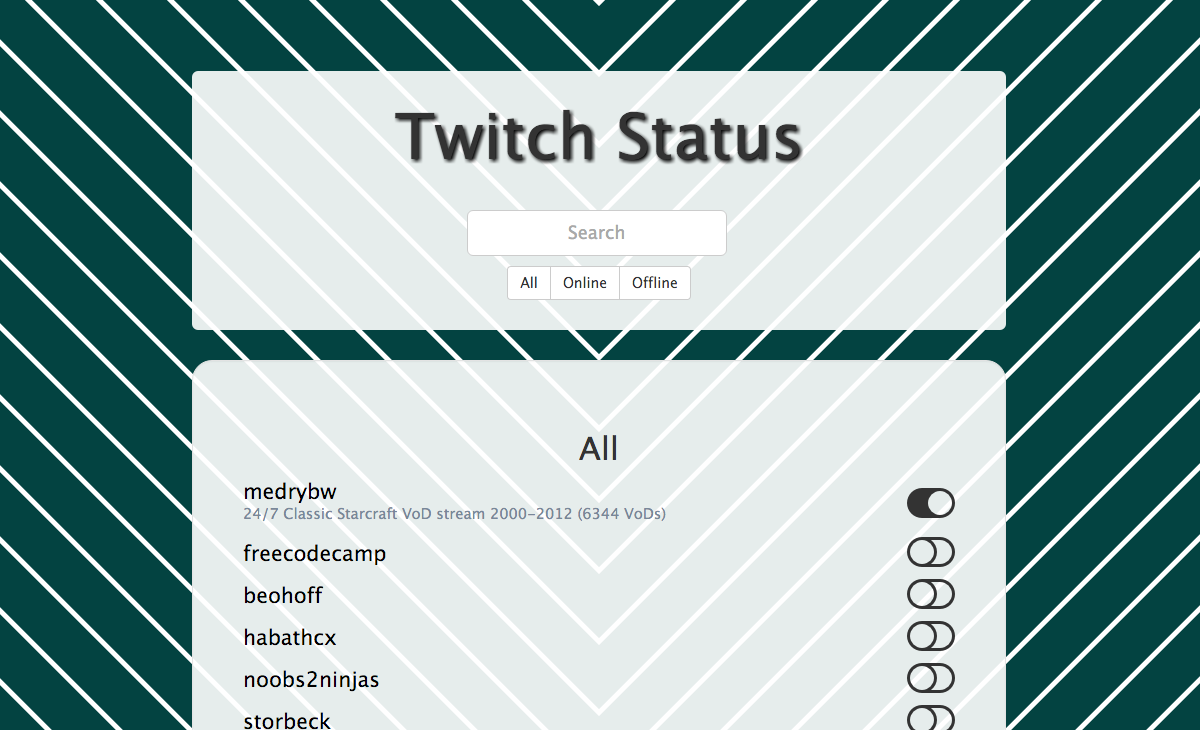 Twitch Status
Search
All Online Offline
All
medrybw
24/7 Classic Starcraft VoD stream 2000-2012 (6344 VoDs)
freecodecamp
beohoff
habathcx
noobs2ninjas
storbeck